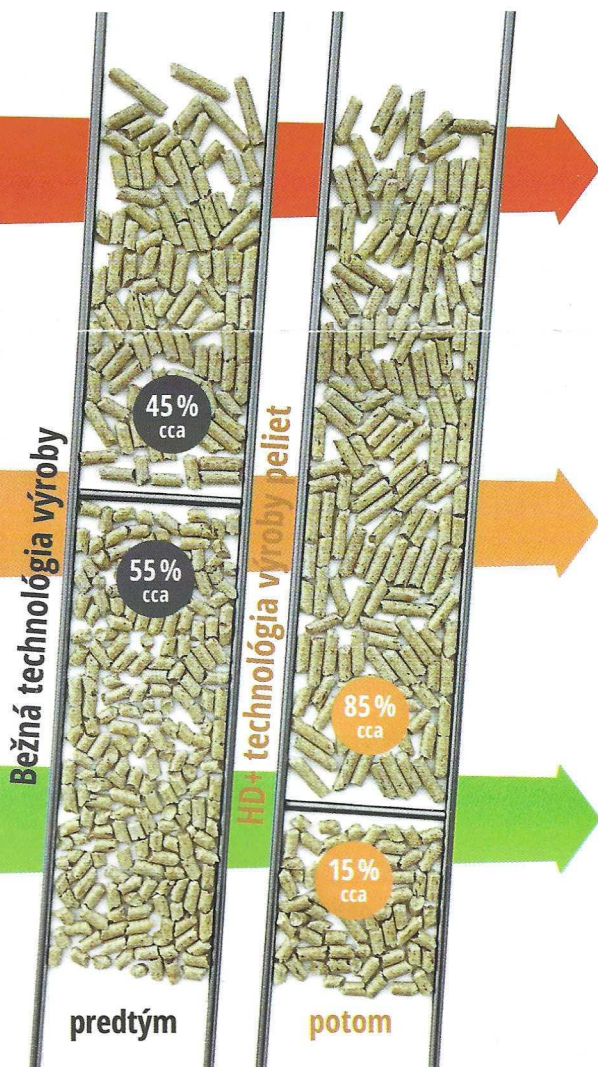 Bežná technológia výroby
45 %
cca
55 %
cca
predtým
HD+ technológia výroby peliet
85 %
cca
15 %
cca
potom